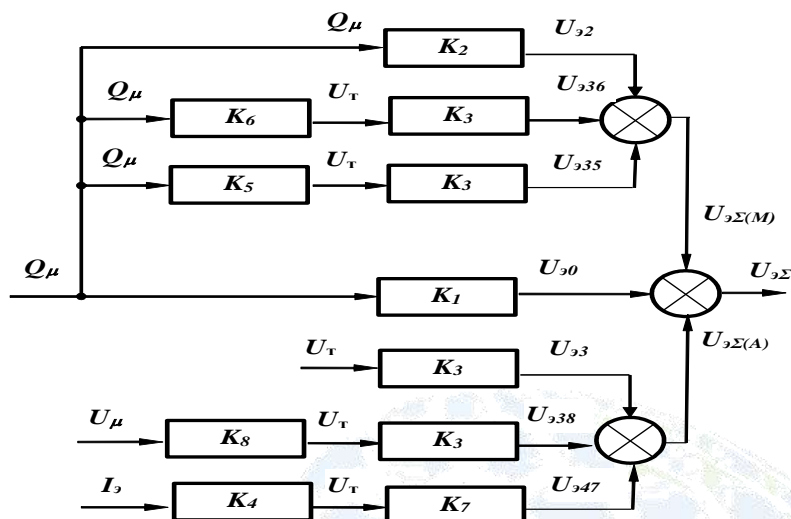 Qμ K2 Uэ2
Qμ K6 Uт K3 Uэ36
Qμ K5 Uт K3 Uэ35
UэΣ(M)
Qμ K1 Uэ0 UэΣ
Uт K3 Uэ3 UэΣ(A)
Uμ K8 Uт K3 Uэ38
Iэ K4 Uт K7 Uэ47